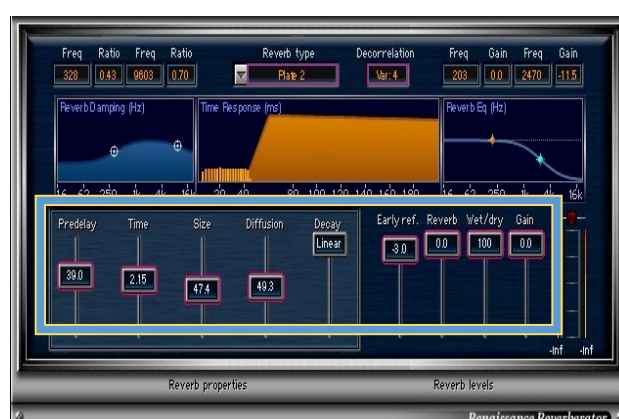 Freq Ratio Freq Ratio Reverb type Decorrelation Freq Gain Freq Gain
328 0.43 9603 0.70 Plate 2 Var: 4 203 0.0 2470 -11.5
Reverb Damping (Hz) Time Response (ms) Reverb Eq (Hz)
16 62 250 1k 4k 16k 20 40 80 100 120 140 160 180 16 62 250 1k 4k 16k
Predelay Time Size Diffusion Decay Early ref. Reverb Wet/dry Gain
39.0 2.15 47.4 49.3 Linear -3.0 0.0 100 0.0
-Inf -Inf
Reverb properties Reverb levels
Renaissance Reverberator